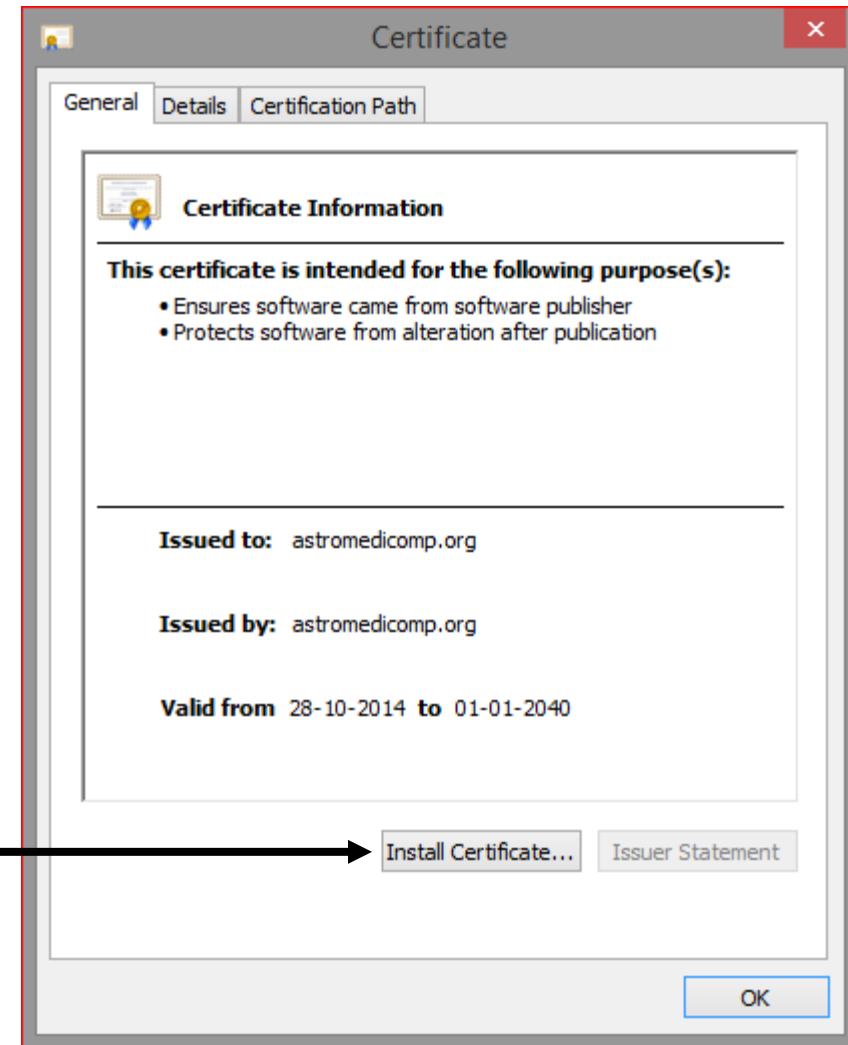 Certificate
General Details Certification Path
Certificate Information
This certificate is intended for the following purpose(s):
• Ensures software came from software publisher
• Protects software from alteration after publication
Issued to: astromedicomp.org
Issued by: astromedicomp.org
Valid from 28-10-2014 to 01-01-2040
Install Certificate... Issuer Statement
OK